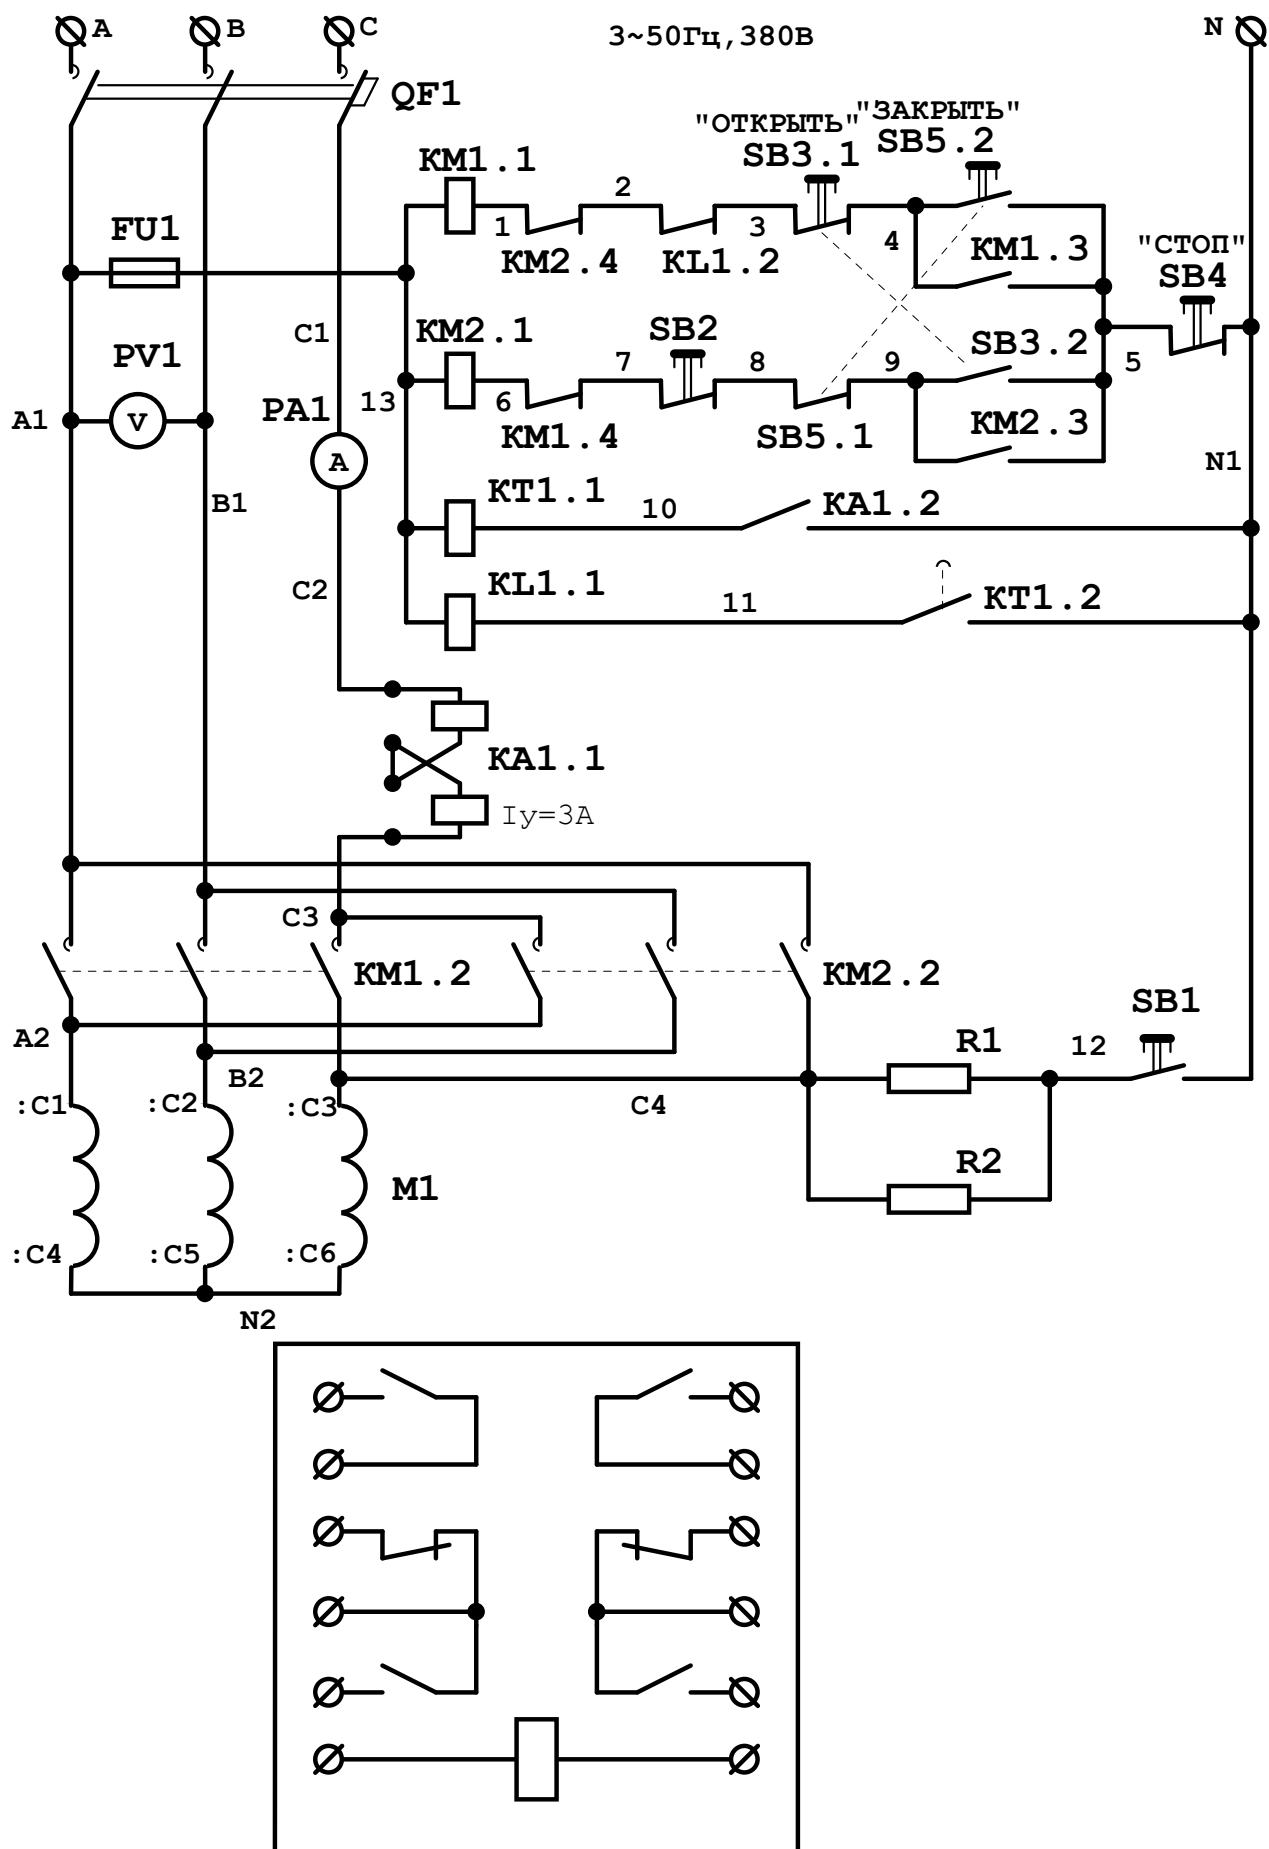 A B C 3~50Гц,380В N
QF1
"ОТКРЫТЬ" "ЗАКРЫТЬ"
KM1.1 SB3.1 SB5.2
1 2 3 4
FU1 KM2.4 KL1.2 KM1.3 "СТОП"
SB4
C1 KM2.1 SB2 SB3.2
PV1 7 8 9 5
A1 V PA1 13 6 KM1.4 SB5.1 KM2.3
A N1
B1 KT1.1 10 KA1.2
C2 KL1.1 11 KT1.2
KA1.1
Iу=3А
C3
KM1.2 KM2.2
SB1
A2 R1 12
B2
:C1 :C2 :C3 C4
M1 R2
:C4 :C5 :C6
N2